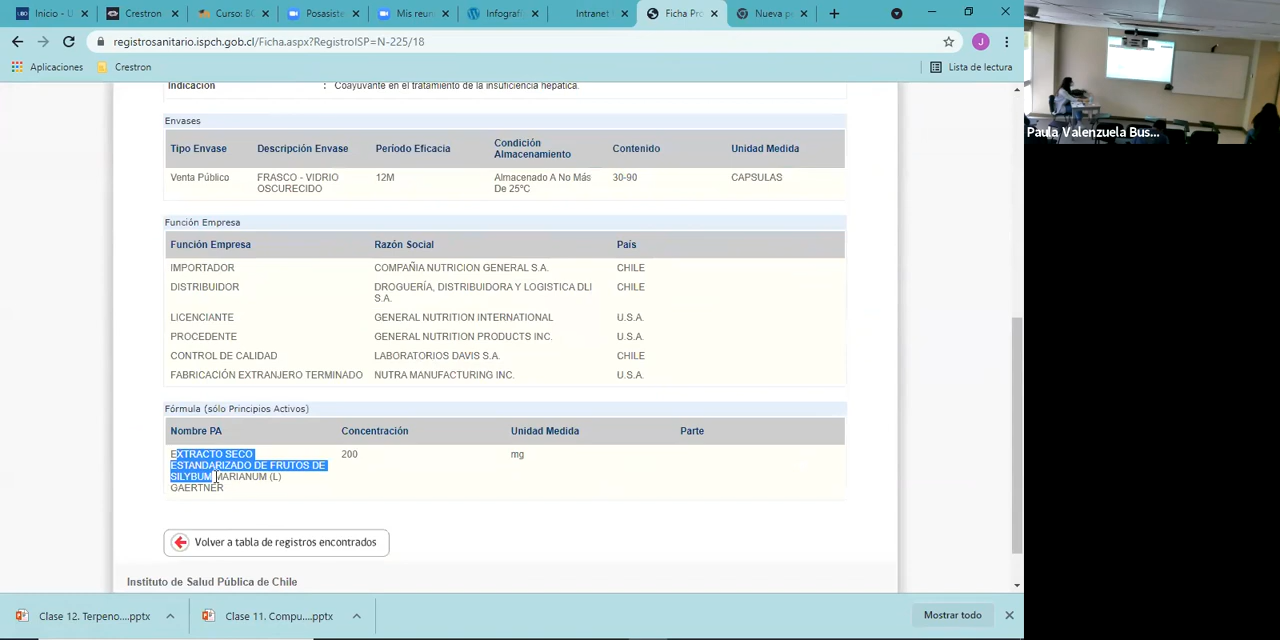 Inicio - U
Crestron
Curso: BC
Posasiste
Mis reun
Infografí
Intranet
Ficha Pro
Nueva p
registrosanitario.ispch.gob.cl/Ficha.aspx?RegistroISP=N-225/18
J
Aplicaciones
Crestron
Lista de lectura
Indicación : Coayuvante en el tratamiento de la insuficiencia hepática.
Envases
Tipo Envase Descripción Envase Período Eficacia Condición Almacenamiento Contenido Unidad Medida
Venta Público FRASCO - VIDRIO OSCURECIDO 12M Almacenado A No Más De 25°C 30-90 CAPSULAS
Función Empresa
Función Empresa Razón Social País
IMPORTADOR COMPAÑIA NUTRICION GENERAL S.A. CHILE
DISTRIBUIDOR DROGUERÍA, DISTRIBUIDORA Y LOGISTICA DLI S.A. CHILE
LICENCIANTE GENERAL NUTRITION INTERNATIONAL U.S.A.
PROCEDENTE GENERAL NUTRITION PRODUCTS INC. U.S.A.
CONTROL DE CALIDAD LABORATORIOS DAVIS S.A. CHILE
FABRICACIÓN EXTRANJERO TERMINADO NUTRA MANUFACTURING INC. U.S.A.
Fórmula (sólo Principios Activos)
Nombre PA Concentración Unidad Medida Parte
EXTRACTO SECO 200 mg
ESTANDARIZADO DE FRUTOS DE
SILYBUM MARIANUM (L)
GAERTNER
Volver a tabla de registros encontrados
Instituto de Salud Pública de Chile
Clase 12. Terpeno....pptx
Clase 11. Compu....pptx
Mostrar todo
Paula Valenzuela Bus...